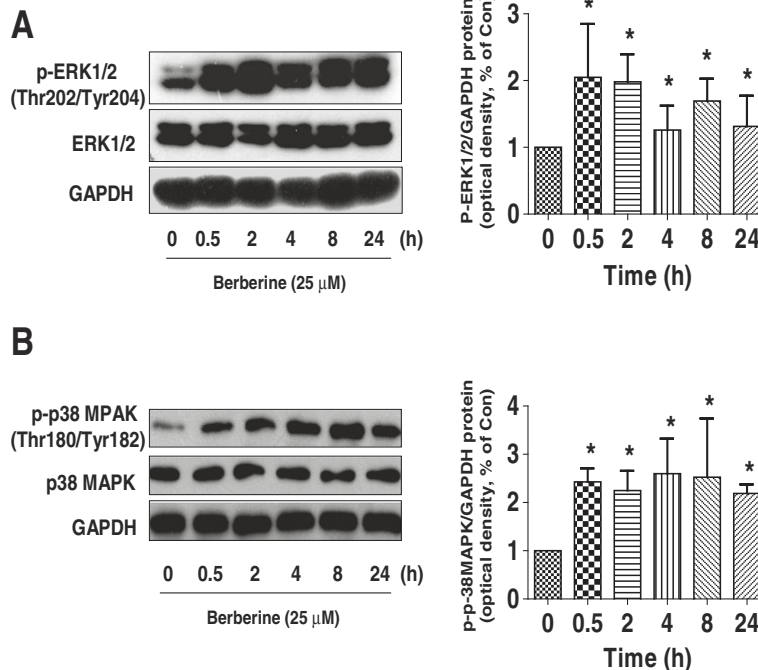 A
p-ERK1/2
(Thr202/Tyr204)
ERK1/2
GAPDH
0 0.5 2 4 8 24 (h)
Berberine (25 µM)
P-ERK1/2/GAPDH protein
(optical density, % of Con)
3
2
1
0
* * * * *
0 0.5 2 4 8 24
Time (h)
B
p-p38 MPAK
(Thr180/Tyr182)
p38 MAPK
GAPDH
0 0.5 2 4 8 24 (h)
Berberine (25 µM)
p-p-38MAPK/GAPDH protein
(optical density, % of Con)
4
3
2
1
0
* * * * *
0 0.5 2 4 8 24
Time (h)